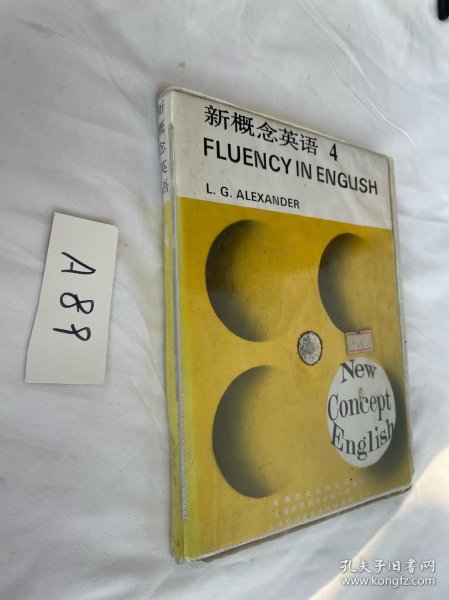 A89
新概念英语
新概念英语 4
FLUENCY IN ENGLISH
L. G. ALEXANDER
New
Concept
English
孔夫子旧书网
www.kongfz.com